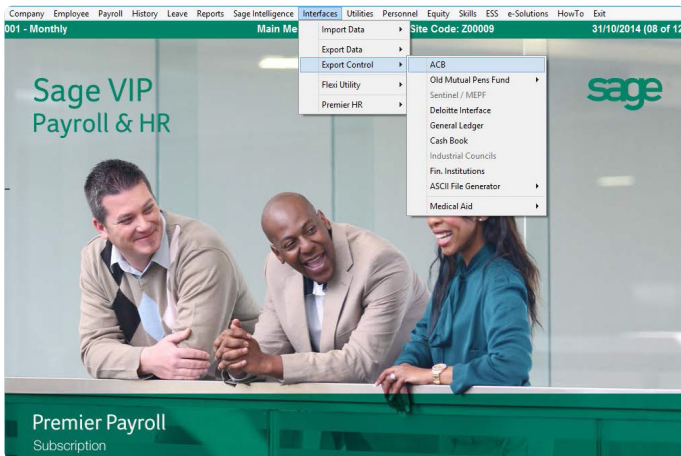 Company Employee Payroll History Leave Reports Sage Intelligence Interfaces Utilities Personnel Equity Skills ESS e-Solutions HowTo Exit
001 - Monthly Main Me Site Code: Z00009 31/10/2014 (08 of 12
Import Data
Export Data
Export Control
Flexi Utility
Premier HR
ACB
Old Mutual Pens Fund
Sentinel / MEPF
Deloitte Interface
General Ledger
Cash Book
Industrial Councils
Fin. Institutions
ASCII File Generator
Medical Aid
Sage VIP
Payroll & HR
sage
Premier Payroll
Subscription